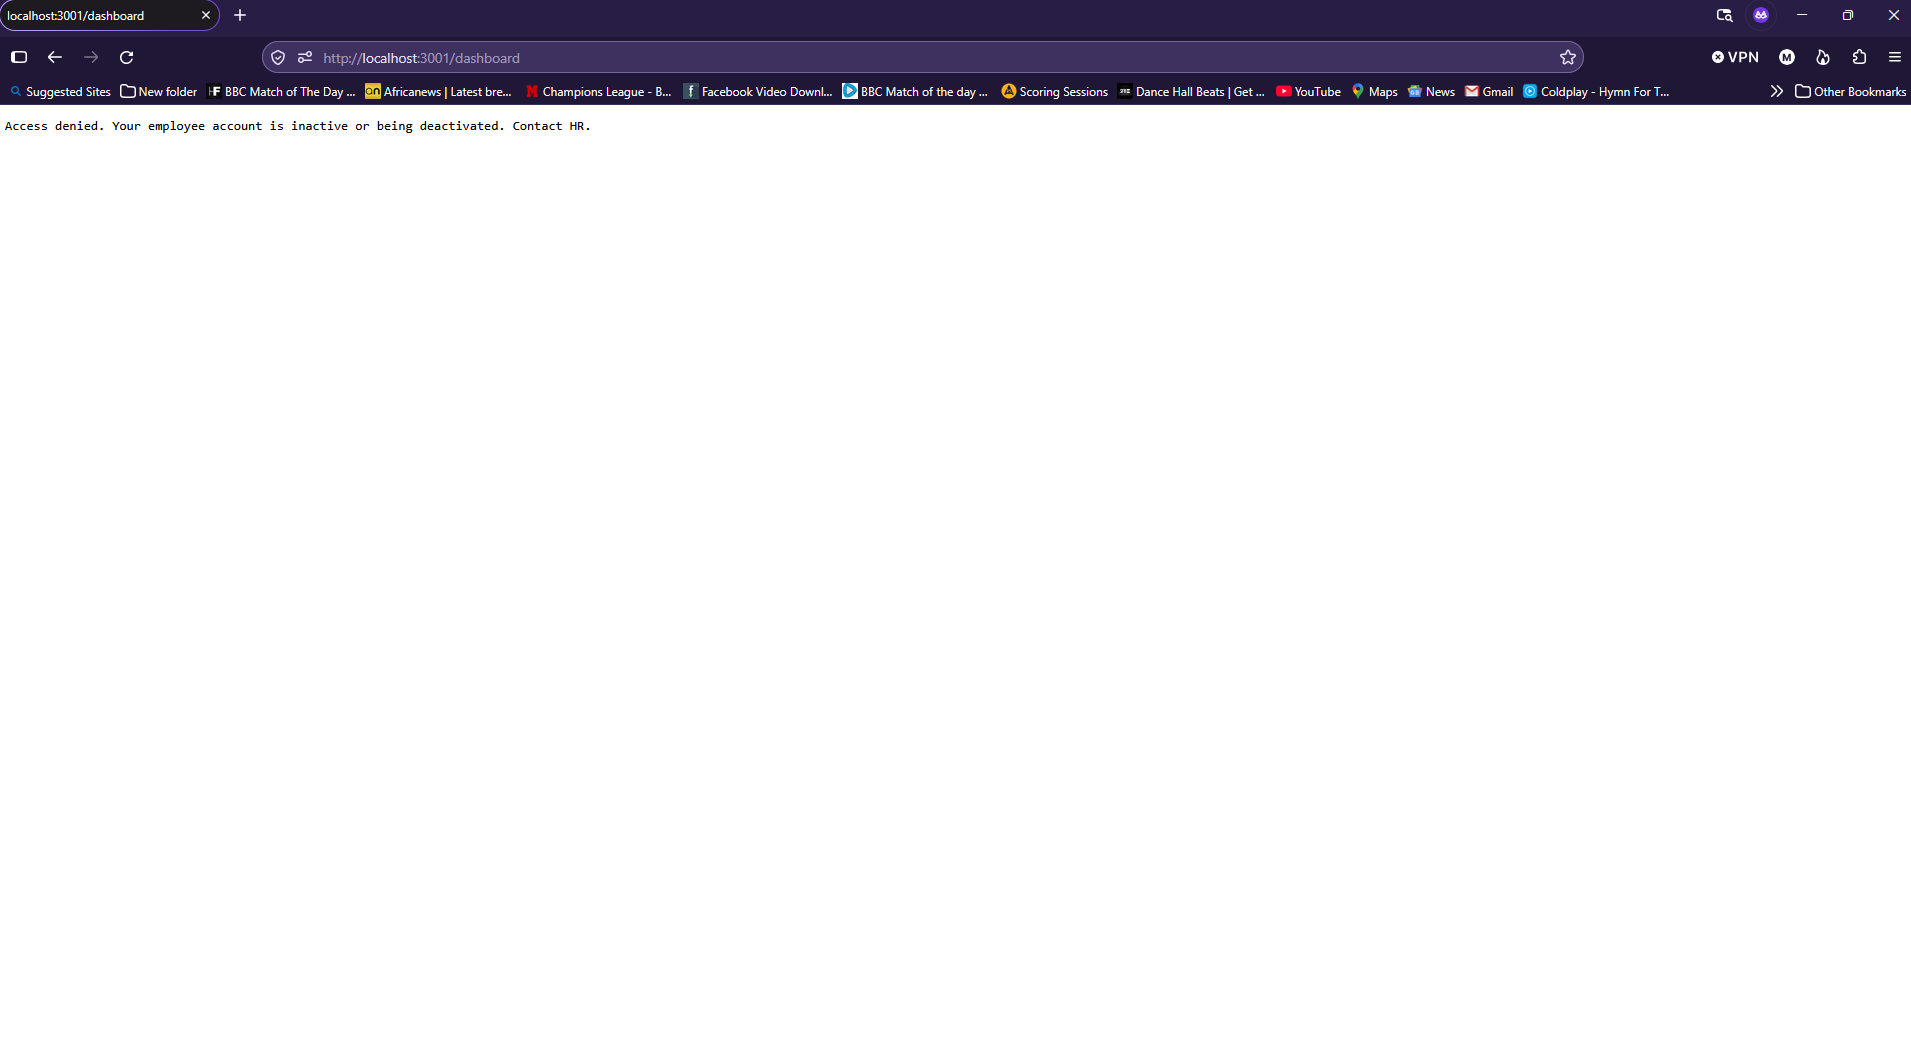 localhost:3001/dashboard
http://localhost:3001/dashboard
VPN
M
Suggested Sites
New folder
BBC Match of The Day ...
Africanews | Latest bre...
Champions League - B...
Facebook Video Downl...
BBC Match of the day ...
Scoring Sessions
Dance Hall Beats | Get ...
YouTube
Maps
News
Gmail
Coldplay - Hymn For T...
Other Bookmarks
Access denied. Your employee account is inactive or being deactivated. Contact HR.